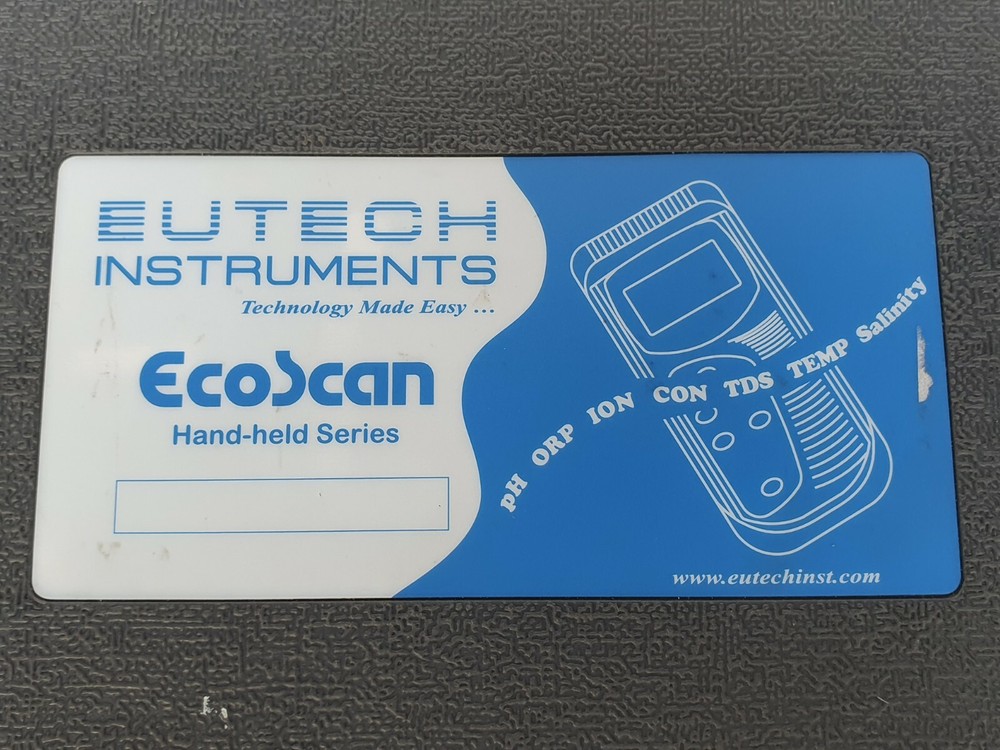 EUTECH
INSTRUMENTS
Technology Made Easy ...
EcoScan
Hand-held Series
pH ORP ION CON TDS TEMP Salinity
www.eutechinst.com